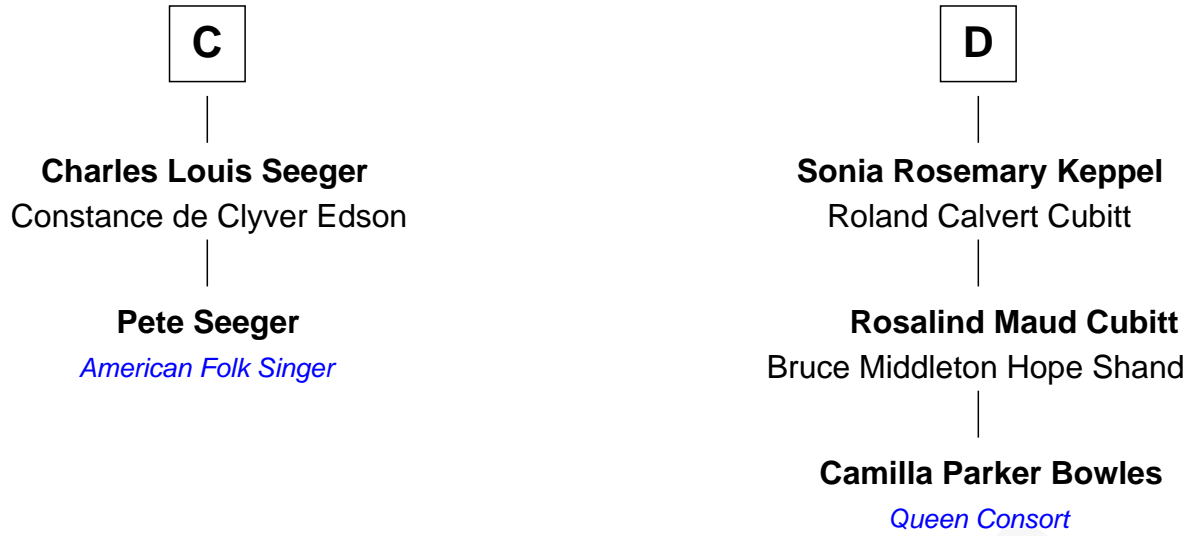 C
Charles Louis Seeger
Constance de Clyver Edson
Pete Seeger
American Folk Singer
D
Sonia Rosemary Keppel
Roland Calvert Cubitt
Rosalind Maud Cubitt
Bruce Middleton Hope Shand
Camilla Parker Bowles
Queen Consort